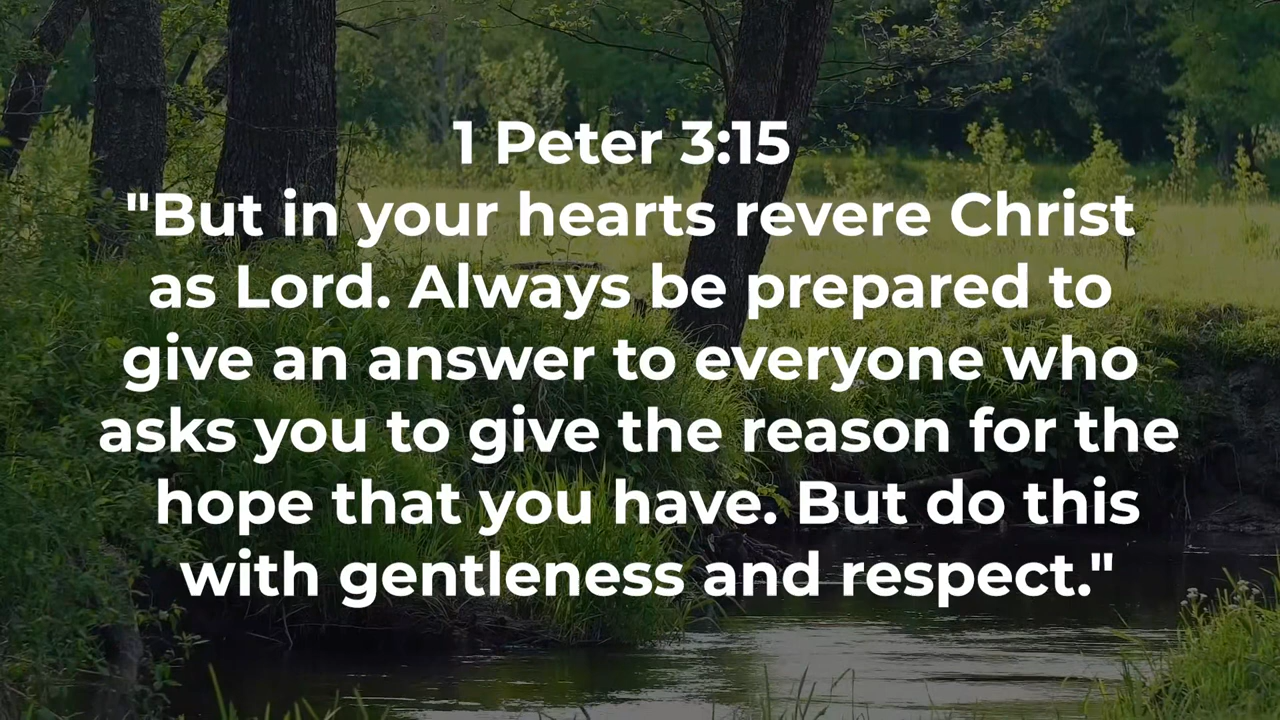 1 Peter 3:15
"But in your hearts revere Christ
as Lord. Always be prepared to
give an answer to everyone who
asks you to give the reason for the
hope that you have. But do this
with gentleness and respect."